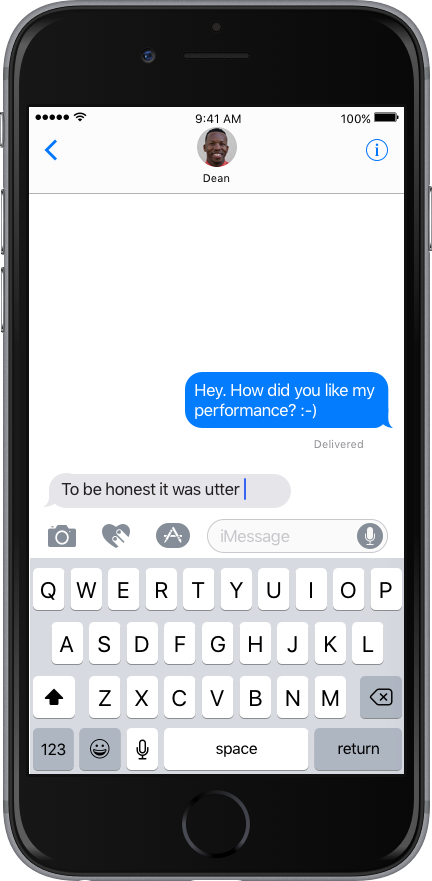 9:41 AM
100%
Dean
Hey. How did you like my
performance? :-)
Delivered
To be honest it was utter
iMessage
Q W E R T Y U I O P
A S D F G H J K L
Z X C V B N M
123 space return